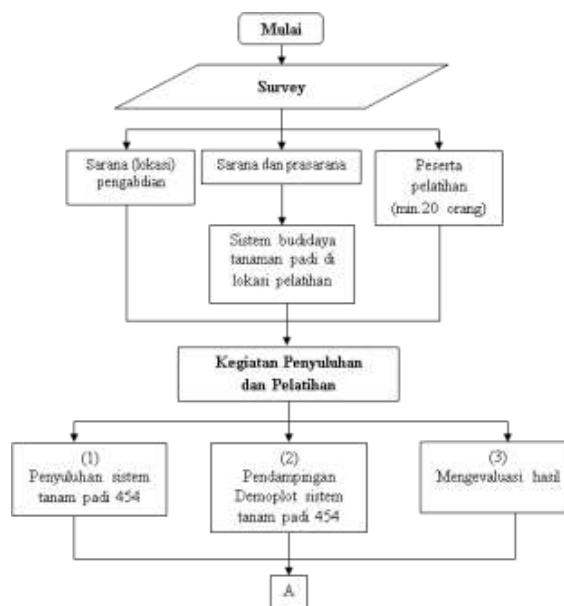 Mulai
Survey
Sarana (lokasi)
pengabdian
Sarana dan prasarana
Peserta
pelatihan
(min.20 orang)
Sistem budidaya
tanaman padi di
lokasi pelatihan
Kegiatan Penyuluhan
dan Pelatihan
(1)
Penyuluhan sistem
tanam padi 454
(2)
Pendampingan
Demoplot sistem
tanam padi 454
(3)
Mengevaluasi hasil
A